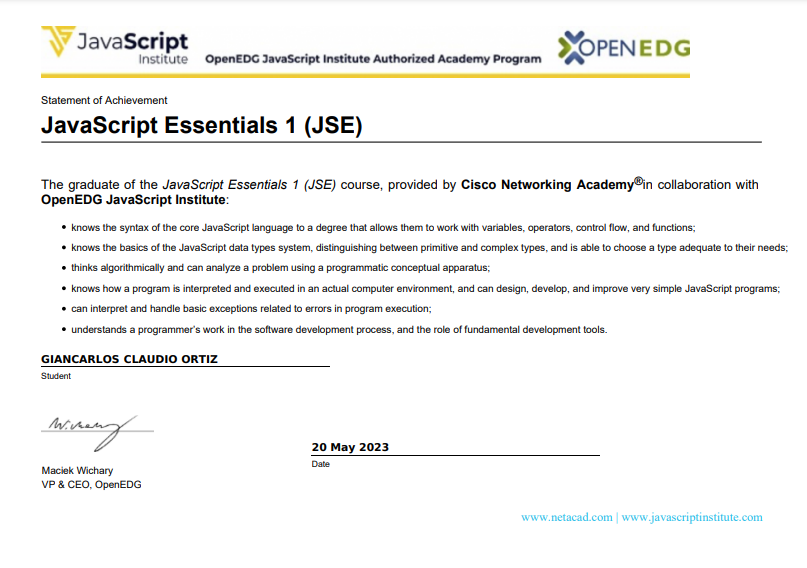 JavaScript
Institute
OpenEDG JavaScript Institute Authorized Academy Program
OPENEDG
Statement of Achievement
JavaScript Essentials 1 (JSE)
The graduate of the JavaScript Essentials 1 (JSE) course, provided by Cisco Networking Academy®in collaboration with
OpenEDG JavaScript Institute:
• knows the syntax of the core JavaScript language to a degree that allows them to work with variables, operators, control flow, and functions;
• knows the basics of the JavaScript data types system, distinguishing between primitive and complex types, and is able to choose a type adequate to their needs;
• thinks algorithmically and can analyze a problem using a programmatic conceptual apparatus;
• knows how a program is interpreted and executed in an actual computer environment, and can design, develop, and improve very simple JavaScript programs;
• can interpret and handle basic exceptions related to errors in program execution;
• understands a programmer's work in the software development process, and the role of fundamental development tools.
GIANCARLOS CLAUDIO ORTIZ
Student
W.Wichary
20 May 2023
Date
Maciek Wichary
VP & CEO, OpenEDG
www.netacad.com | www.javascriptinstitute.com